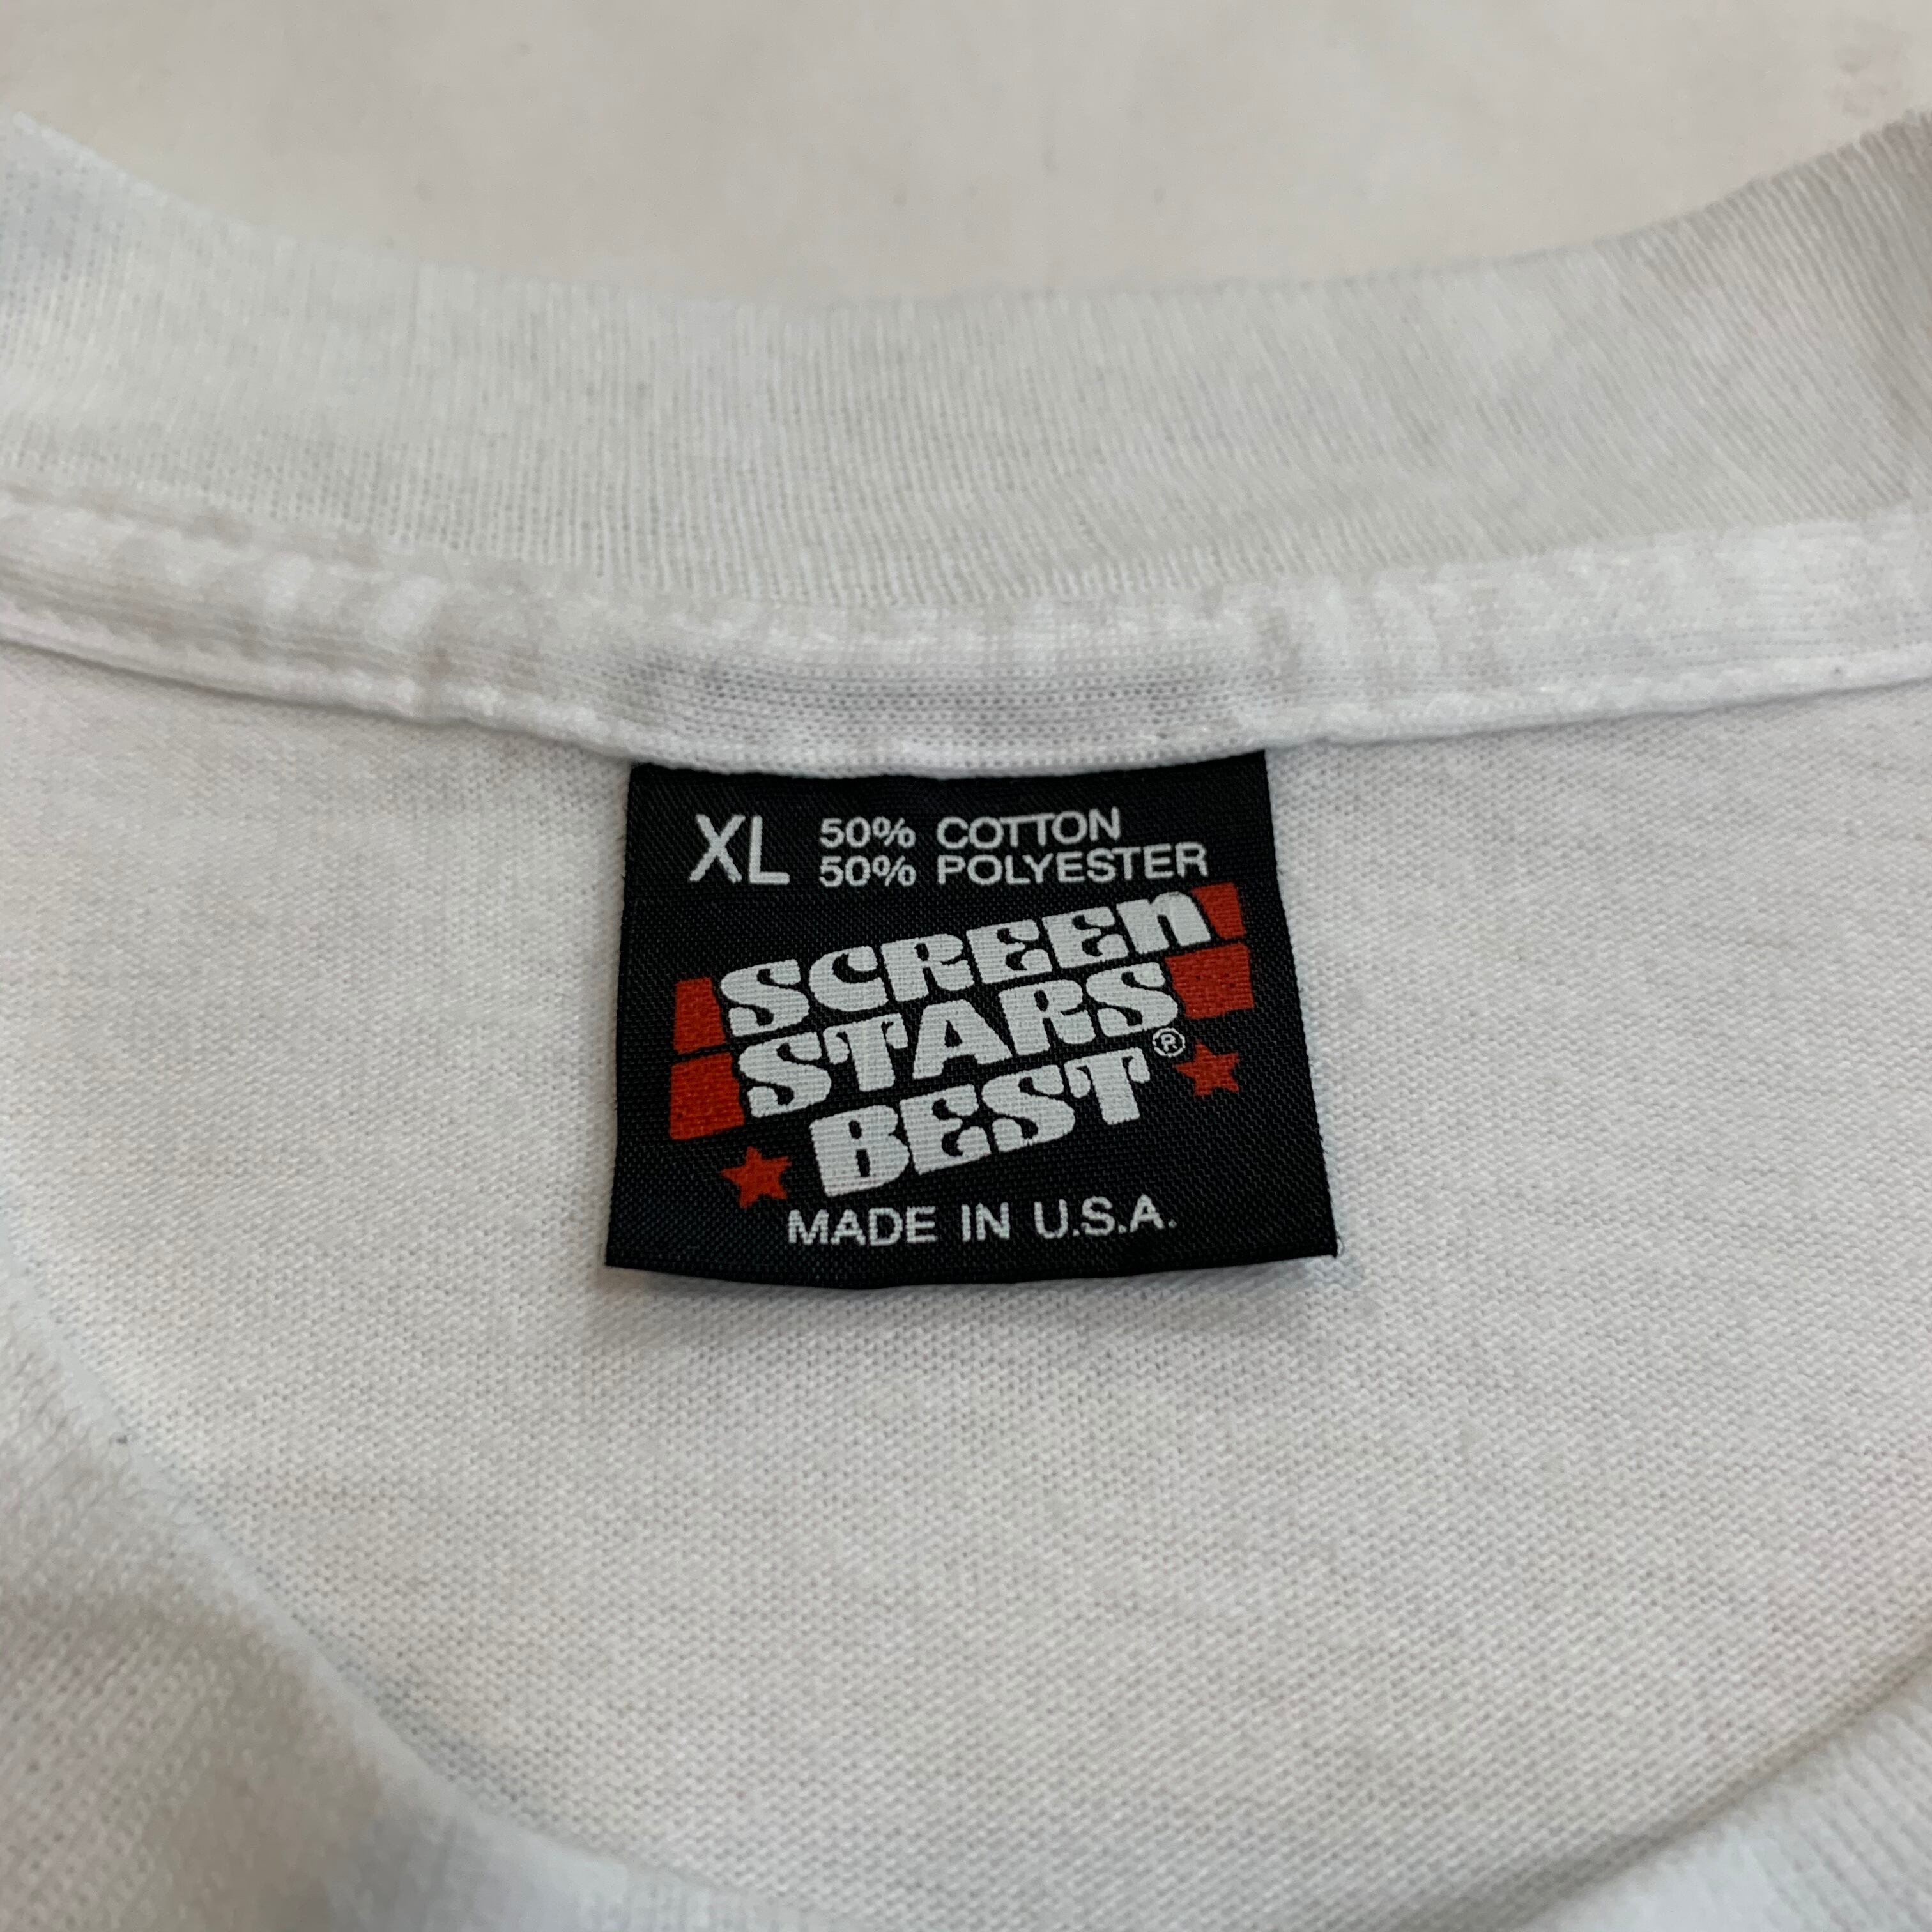 XL 50% COTTON
50% POLYESTER
SCREEn
STARS
BEST®
MADE IN U.S.A.